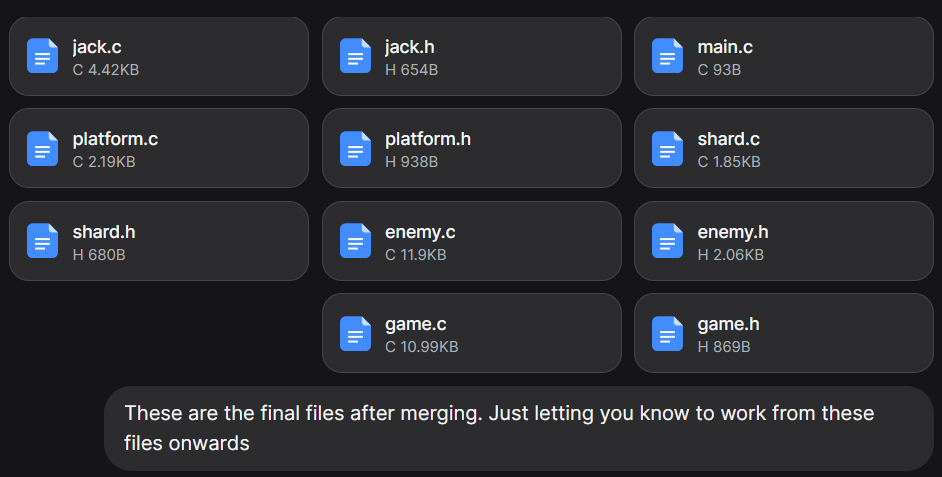 jack.c
C 4.42KB
jack.h
H 654B
main.c
C 93B
platform.c
C 2.19KB
platform.h
H 938B
shard.c
C 1.85KB
shard.h
H 680B
enemy.c
C 11.9KB
enemy.h
H 2.06KB
game.c
C 10.99KB
game.h
H 869B
These are the final files after merging. Just letting you know to work from these
files onwards